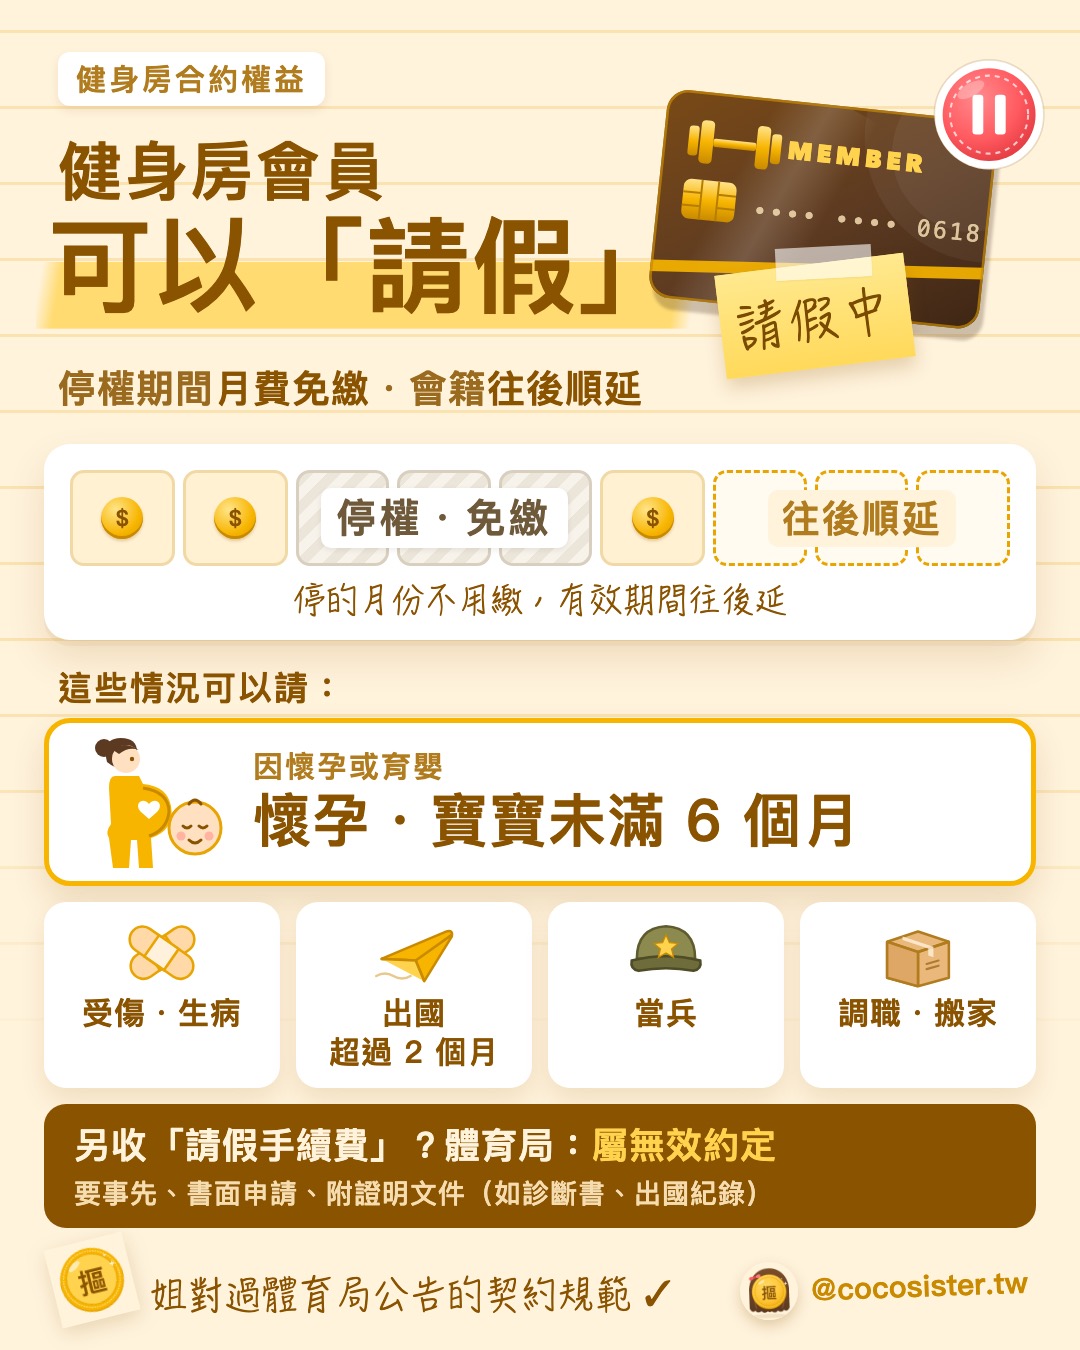 健身房合約權益
健身房會員
可以「請假」
MEMBER
0618
請假中
停權期間月費免繳・會籍往後順延
$ $ 停權・免繳 $ 往後順延
停的月份不用繳，有效期間往後延
這些情況可以請：
因懷孕或育嬰
懷孕・寶寶未滿 6 個月
受傷・生病
出國
超過 2 個月
當兵
調職・搬家
另收「請假手續費」？體育局：屬無效約定
要事先、書面申請、附證明文件（如診斷書、出國紀錄）
摳
姐對過體育局公告的契約規範 ✓
摳
@cocosister.tw